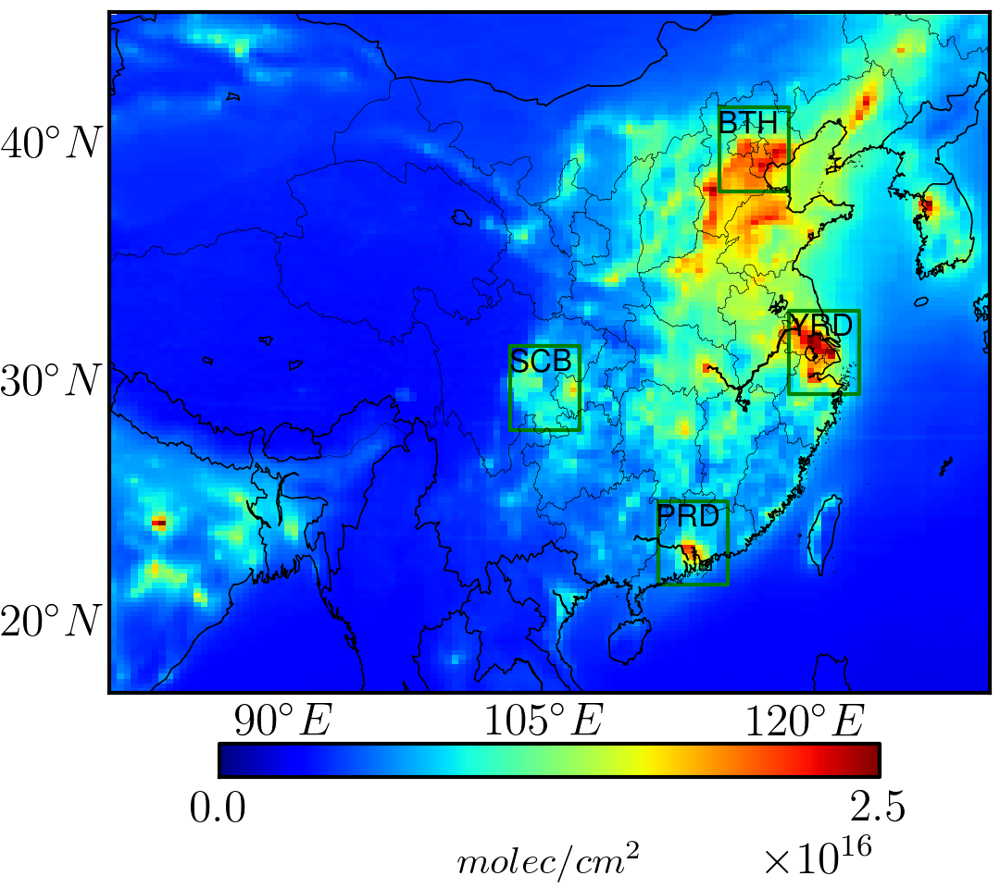 BTH
40°N
YRD
SCB
30°N
PRD
20°N
90°E 105°E 120°E
0.0 2.5
molec/cm² ×10¹⁶